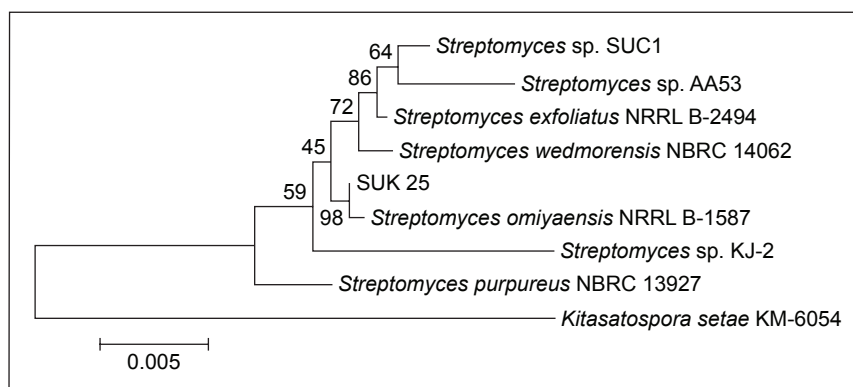 64
Streptomyces sp. SUC1
86
Streptomyces sp. AA53
72
Streptomyces exfoliatus NRRL B-2494
45
Streptomyces wedmorensis NBRC 14062
59
SUK 25
98
Streptomyces omiyaensis NRRL B-1587
Streptomyces sp. KJ-2
Streptomyces purpureus NBRC 13927
Kitasatospora setae KM-6054
0.005